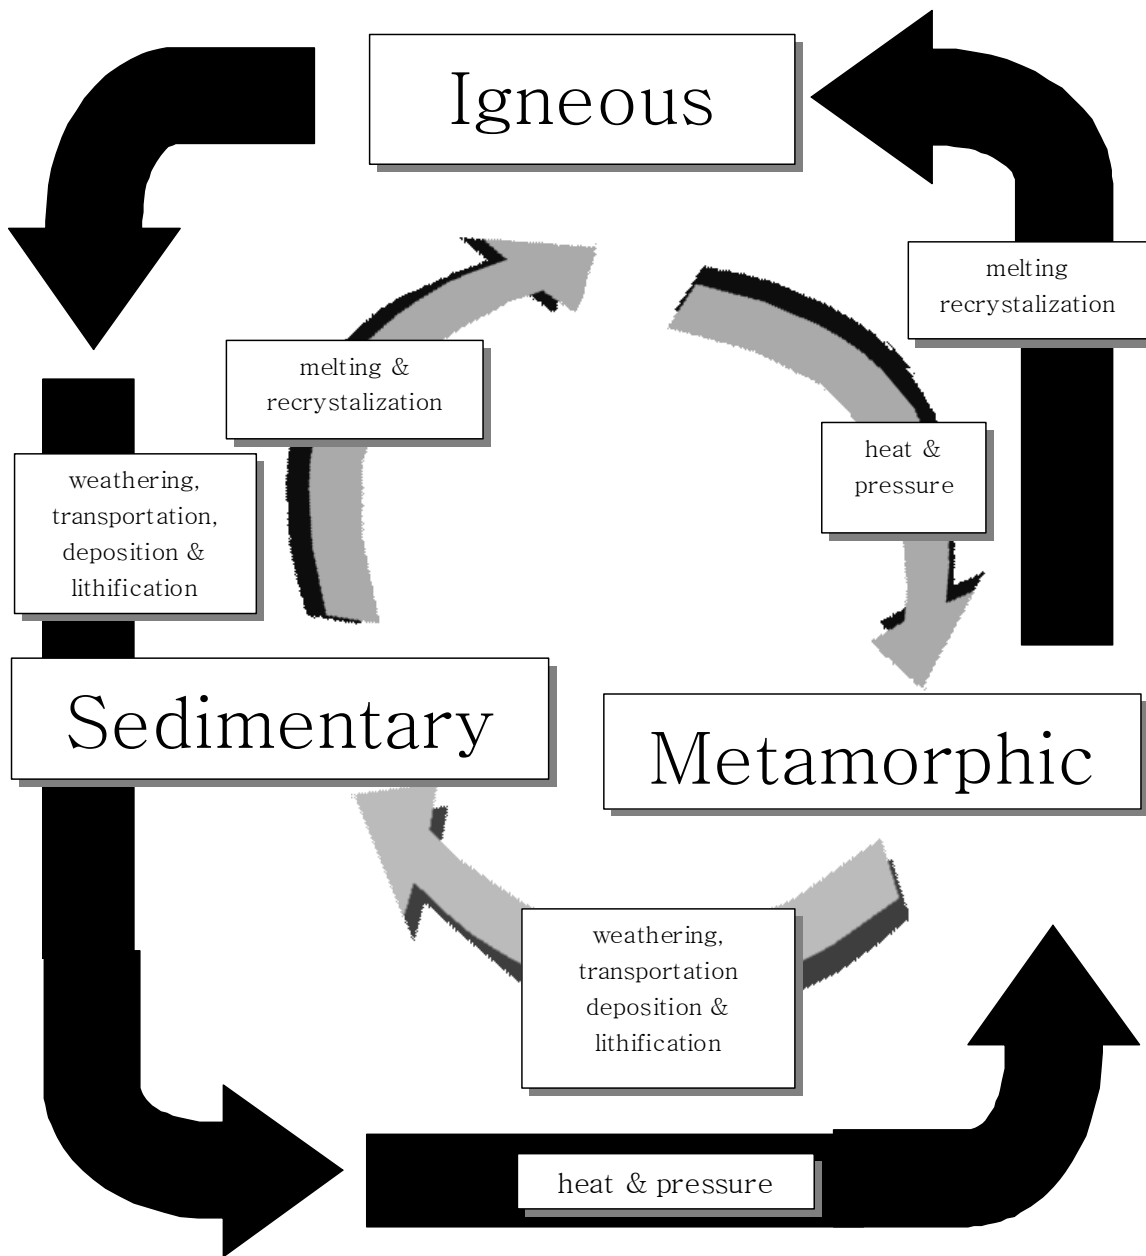 Igneous
melting
recrystalization
melting &
recrystalization
heat &
pressure
weathering,
transportation,
deposition &
lithification
Sedimentary
Metamorphic
weathering,
transportation
deposition &
lithification
heat & pressure